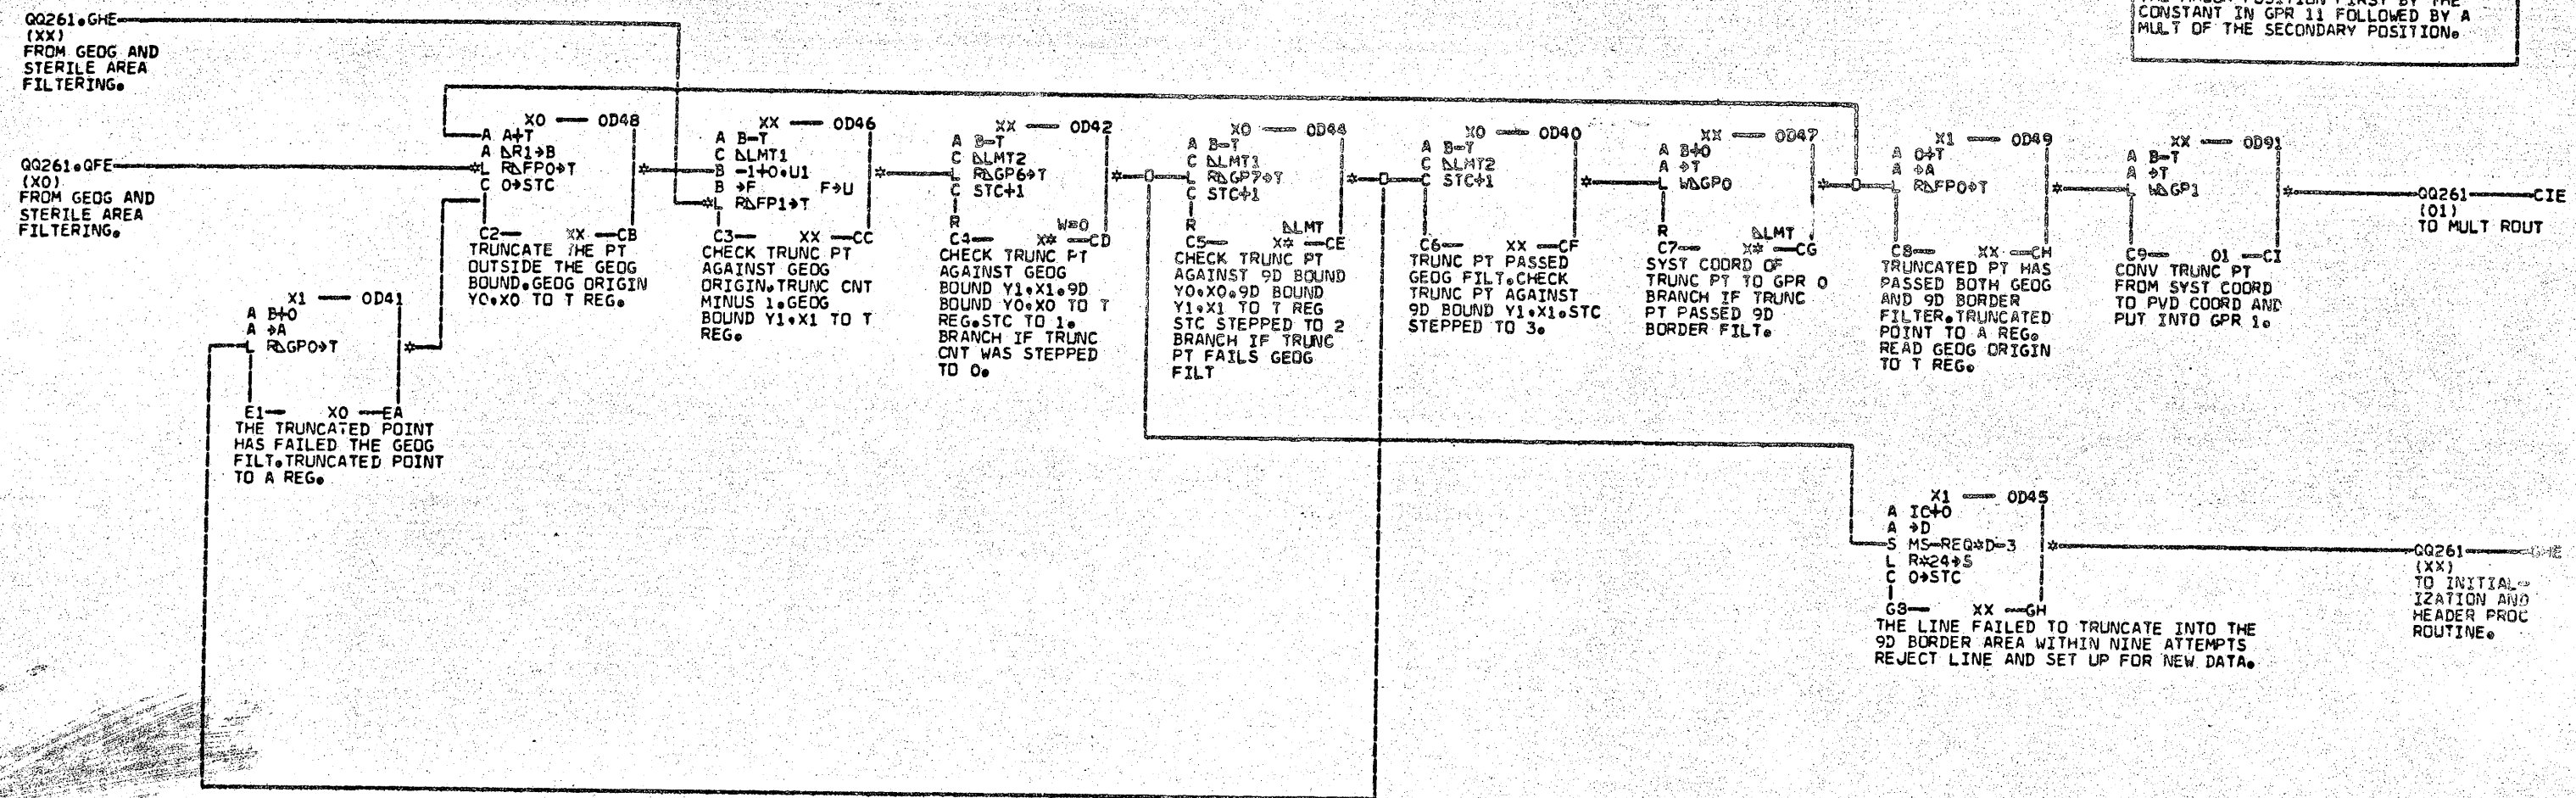 QQ261.GHE
(XX)
FROM GEOG AND
STERILE AREA
FILTERING.
CONSTANT IN GPR 11 FOLLOWED BY A
MULT OF THE SECONDARY POSITION.
QQ261.QFE
(XO)
FROM GEOG AND
STERILE AREA
FILTERING.
X0 — 0D48
A A+T
A ΔR1→B
*L RΔFP0→T
C 0→STC
C2— XX —CB
TRUNCATE THE PT
OUTSIDE THE GEOG
BOUND.GEOG ORIGIN
Y0.X0 TO T REG.
XX — 0D46
A B-T
C ΔLMT1
B -1+0.U1
B →F F→U
*L RΔFP1→T
C3— XX —CC
CHECK TRUNC PT
AGAINST GEOG
ORIGIN.TRUNC CNT
MINUS 1.GEOG
BOUND Y1.X1 TO T
REG.
XX — 0D42
A B-T
C ΔLMT2
L RΔGP6→T
C STC+1
R W=0
C4— X* —CD
CHECK TRUNC PT
AGAINST GEOG
BOUND Y1.X1.9D
BOUND Y0.X0 TO T
REG.STC TO 1.
BRANCH IF TRUNC
CNT WAS STEPPED
TO 0.
X0 — 0D44
A B-T
C ΔLMT1
L RΔGP7→T
C STC+1
R ΔLMT
C5— X* —CE
CHECK TRUNC PT
AGAINST 9D BOUND
Y0.X0.9D BOUND
Y1.X1 TO T REG
STC STEPPED TO 2
BRANCH IF TRUNC
PT FAILS GEOG
FILT
X0 — 0D40
A B-T
C ΔLMT2
C STC+1
C6— XX —CF
TRUNC PT PASSED
GEOG FILT.CHECK
TRUNC PT AGAINST
9D BOUND Y1.X1.STC
STEPPED TO 3.
XX — 0D47
A B+0
A →T
L WΔGP0
R ΔLMT
C7— X* —CG
SYST COORD OF
TRUNC PT TO GPR 0
BRANCH IF TRUNC
PT PASSED 9D
BORDER FILT.
X1 — 0D49
A 0+T
A →A
L RΔFP0→T
C8— XX —CH
TRUNCATED PT HAS
PASSED BOTH GEOG
AND 9D BORDER
FILTER.TRUNCATED
POINT TO A REG.
READ GEOG ORIGIN
TO T REG.
XX — 0D91
A B-T
A →T
L WΔGP1
C9— 01 —CI
CONV TRUNC PT
FROM SYST COORD
TO PVD COORD AND
PUT INTO GPR 1.
QQ261 — CIE
(01)
TO MULT ROUT
X1 — 0D41
A B+0
A →A
L RΔGP0→T
E1— X0 —EA
THE TRUNCATED POINT
HAS FAILED THE GEOG
FILT.TRUNCATED POINT
TO A REG.
X1 — 0D45
A IC+0
A →D
S MS-REQ*D-3
L R*24→S
C 0→STC
G8— XX —GH
THE LINE FAILED TO TRUNCATE INTO THE
9D BORDER AREA WITHIN NINE ATTEMPTS
REJECT LINE AND SET UP FOR NEW DATA.
QQ261 — GHE
(XX)
TO INITIAL-
IZATION AND
HEADER PROC
ROUTINE.